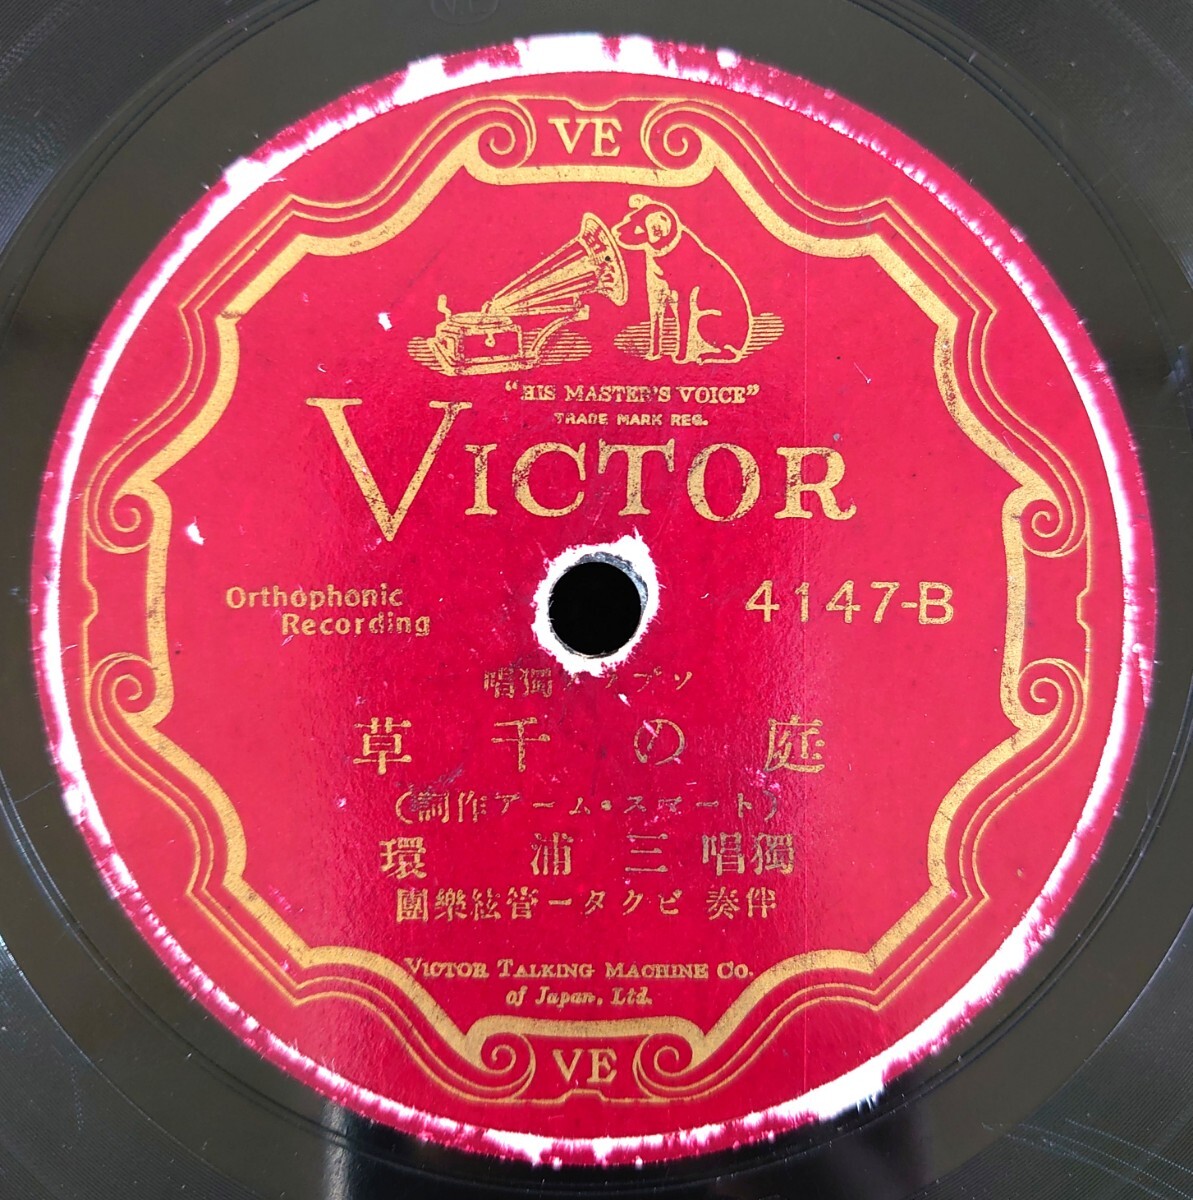 VE
"HIS MASTER'S VOICE"
TRADE MARK REG.
VICTOR
Orthophonic
Recording
4147-B
ソプラノ獨唱
庭の千草
(トーマス・ムーア作詞)
獨唱 三浦環
伴奏 ビクター管絃樂團
VICTOR TALKING MACHINE CO.
of Japan, Ltd.
VE